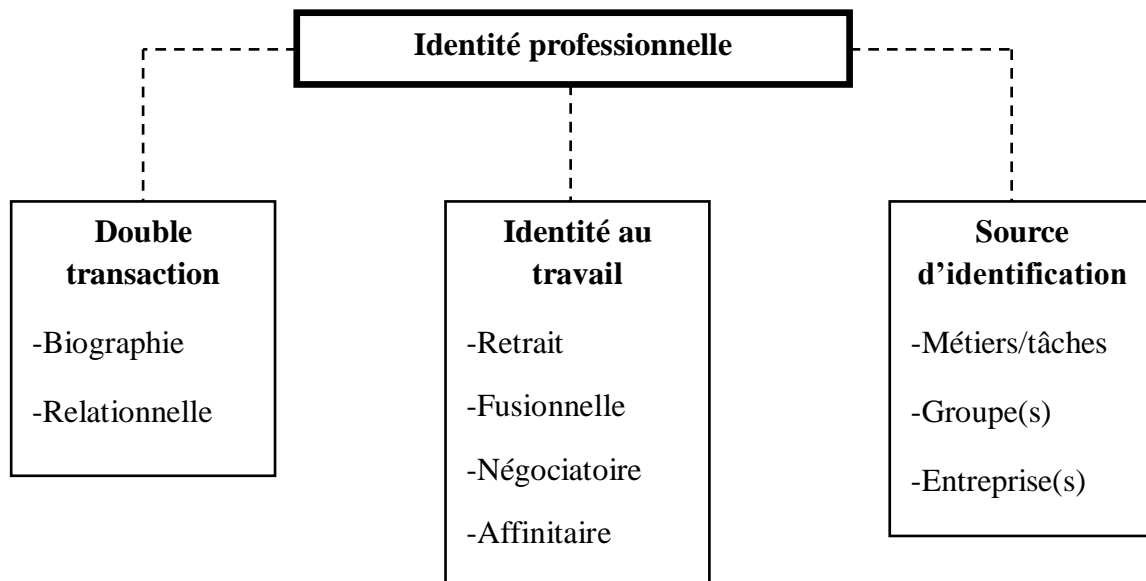 Identité professionnelle
Double
transaction
-Biographie
-Relationnelle
Identité au
travail
-Retrait
-Fusionnelle
-Négociatoire
-Affinitaire
Source
d’identification
-Métiers/tâches
-Groupe(s)
-Entreprise(s)